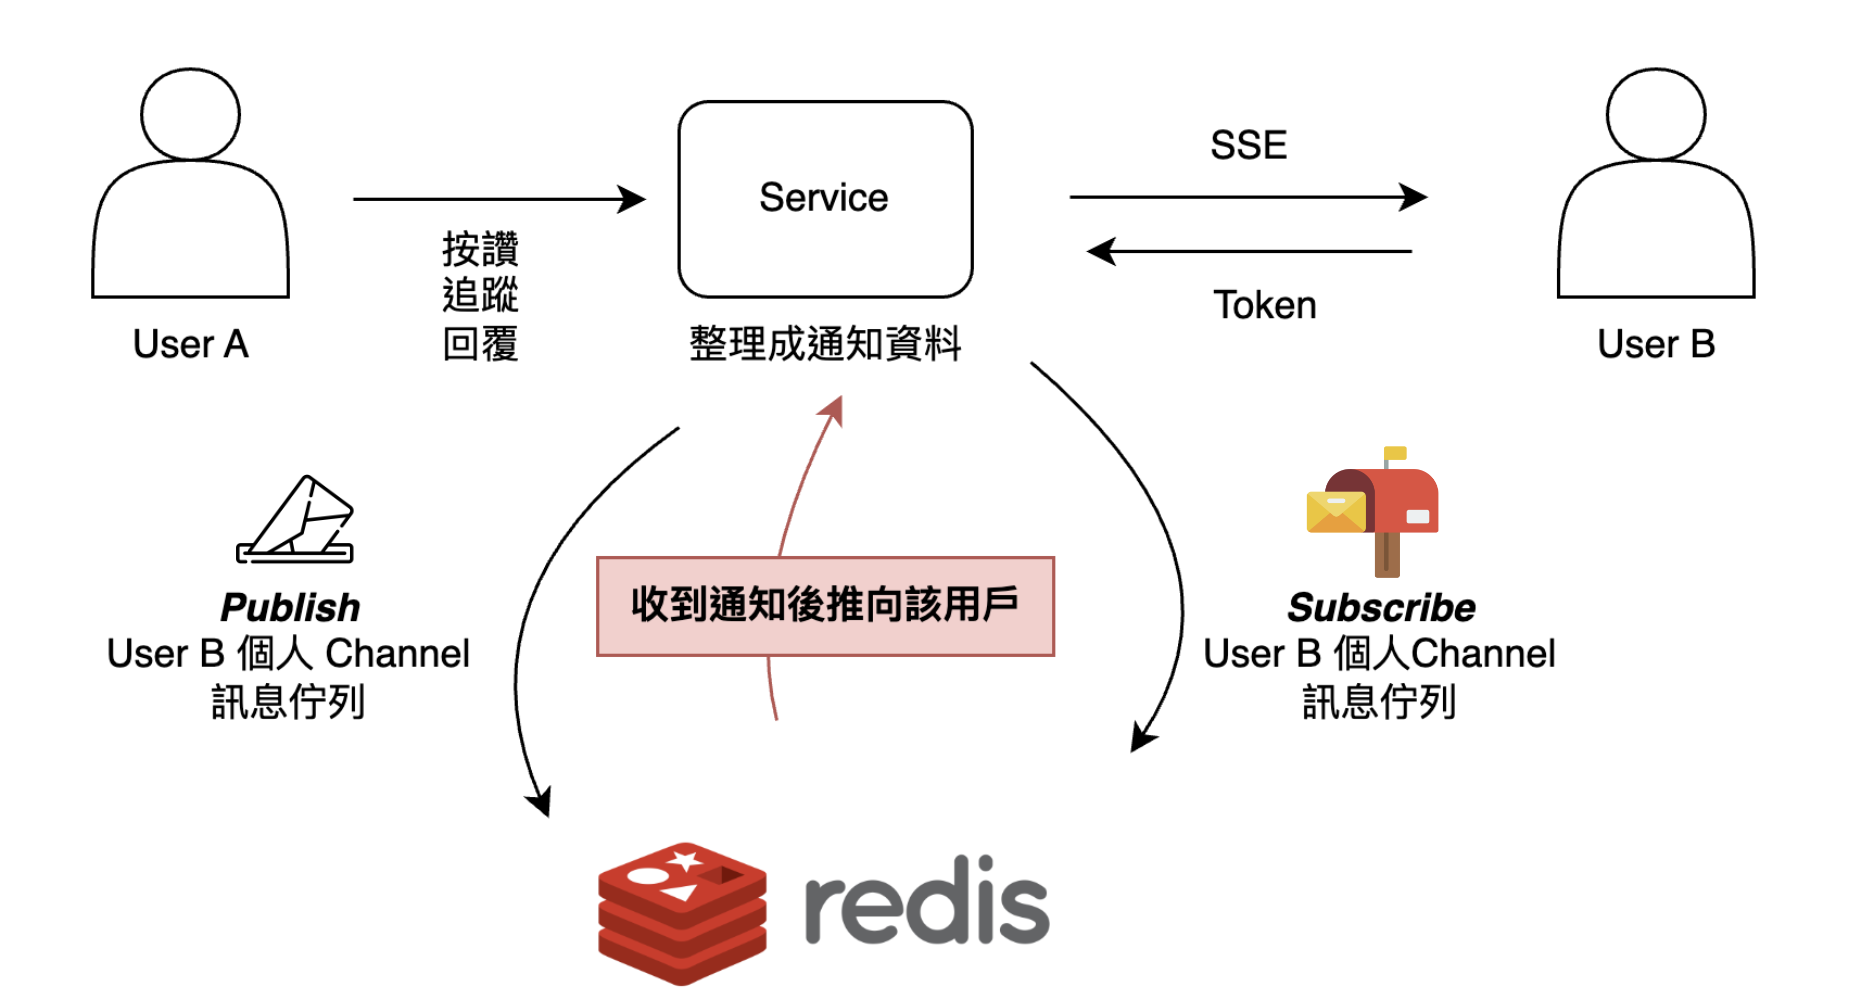 User A
按讚
追蹤
回覆
Service
整理成通知資料
SSE
Token
User B
Publish
User B 個人 Channel
訊息佇列
收到通知後推向該用戶
Subscribe
User B 個人Channel
訊息佇列
redis